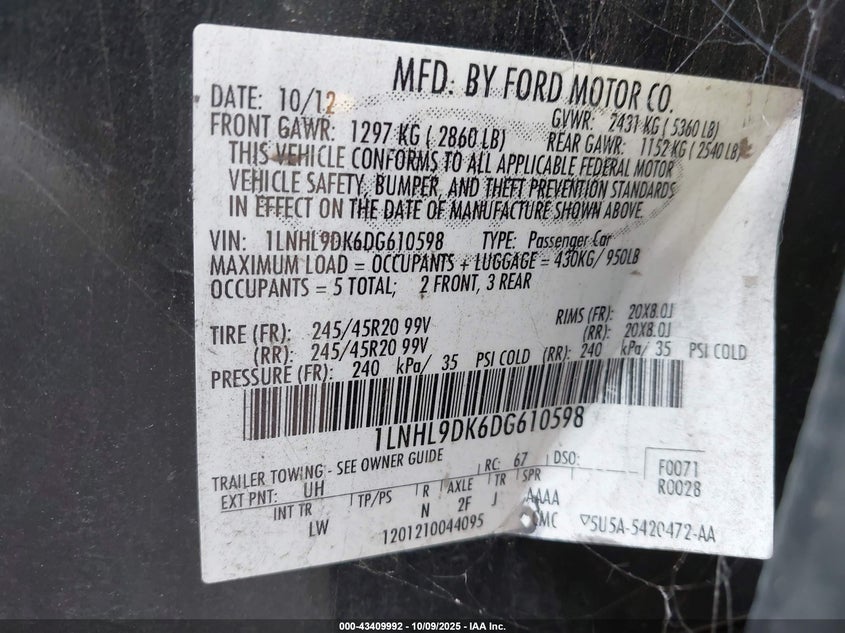 MFD: BY FORD MOTOR CO.
DATE: 10/12
GVWR: 2431 KG ( 5360 LB)
FRONT GAWR: 1297 KG ( 2860 LB)
REAR GAWR: 1152 KG ( 2540 LB)
THIS VEHICLE CONFORMS TO ALL APPLICABLE FEDERAL MOTOR
VEHICLE SAFETY, BUMPER, AND THEFT PREVENTION STANDARDS
IN EFFECT ON THE DATE OF MANUFACTURE SHOWN ABOVE.
VIN: 1LNHL9DK6DG610598 TYPE: Passenger Car
MAXIMUM LOAD = OCCUPANTS + LUGGAGE = 430KG/ 950LB
OCCUPANTS = 5 TOTAL; 2 FRONT, 3 REAR
TIRE (FR): 245/45R20 99V RIMS (FR): 20X8.0J
(RR): 245/45R20 99V (RR): 20X8.0J
PRESSURE (FR): 240 kPa/ 35 PSI COLD (RR): 240 kPa/ 35 PSI COLD
1LNHL9DK6DG610598
TRAILER TOWING - SEE OWNER GUIDE RC: 67 DSO: F0071
EXT PNT: UH R0028
INT TR TP/PS R AXLE TR SPR
LW N 2F J AAAA
1201210044095 5U5A-5420472-AA
000-43409992 - 10/09/2025 - IAA Inc.